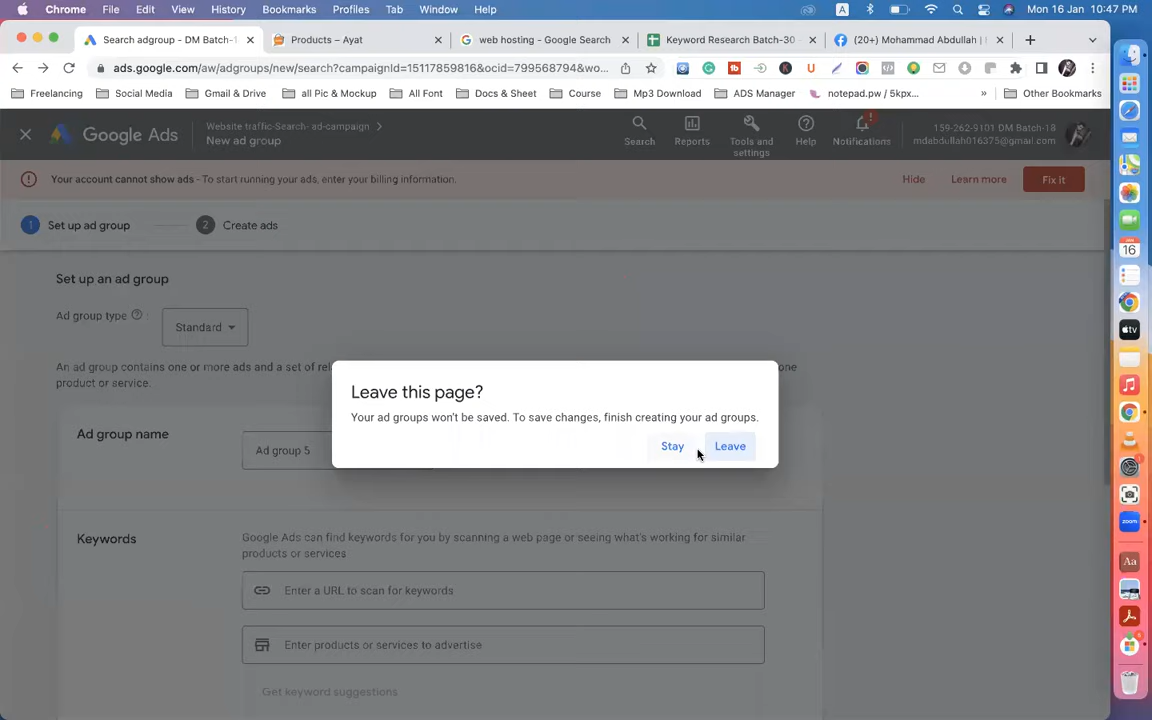 Chrome File Edit View History Bookmarks Profiles Tab Window Help
A Mon 16 Jan 10:47 PM
Search adgroup - DM Batch-1
Products – Ayat
web hosting - Google Search
Keyword Research Batch-30 -
(20+) Mohammad Abdullah |
ads.google.com/aw/adgroups/new/search?campaignId=15117859816&ocid=799568794&wo...
Freelancing
Social Media
Gmail & Drive
all Pic & Mockup
All Font
Docs & Sheet
Course
Mp3 Download
ADS Manager
notepad.pw / 5kpx...
»
Other Bookmarks
Google Ads
Website traffic-Search- ad-campaign
New ad group
Search
Reports
Tools and
settings
Help
Notifications
159-262-9101 DM Batch-18
mdabdullah016375@gmail.com
Your account cannot show ads - To start running your ads, enter your billing information.
Hide
Learn more
Fix it
1 Set up ad group
2 Create ads
Set up an ad group
Ad group type
Standard
An ad group contains one or more ads and a set of rel
one
product or service.
Leave this page?
Your ad groups won't be saved. To save changes, finish creating your ad groups.
Stay
Leave
Ad group name
Ad group 5
Keywords
Google Ads can find keywords for you by scanning a web page or seeing what's working for similar
products or services
Enter a URL to scan for keywords
Enter products or services to advertise
Get keyword suggestions
JAN
16
tv
zoom
Aa